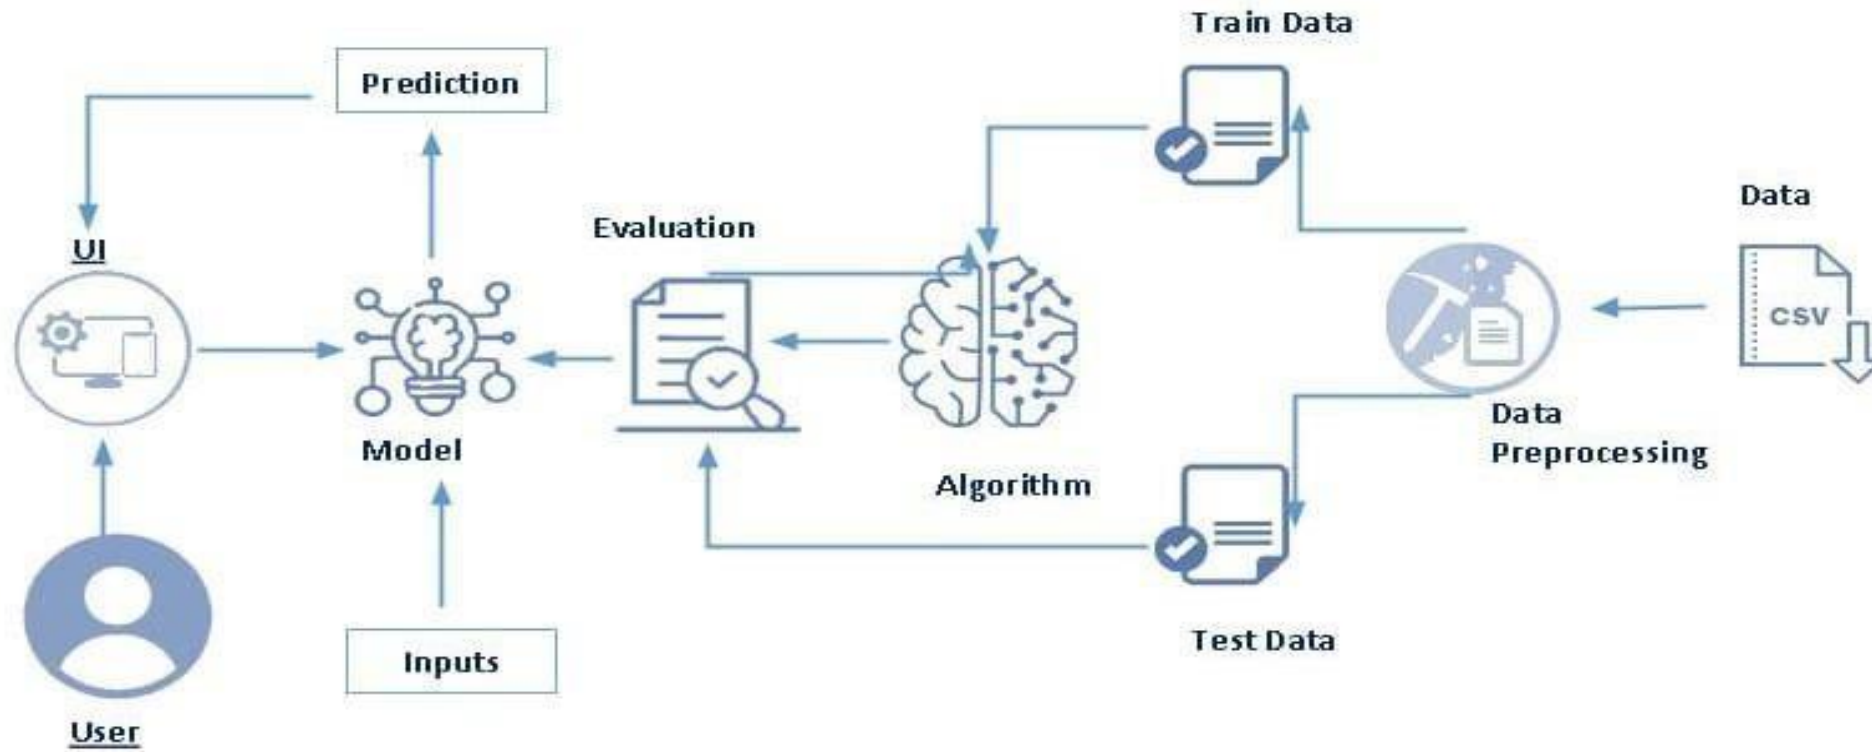 Train Data
Prediction
Data
Evaluation
UI
CSV
Data
Preprocessing
Model
Algorithm
Test Data
Inputs
User